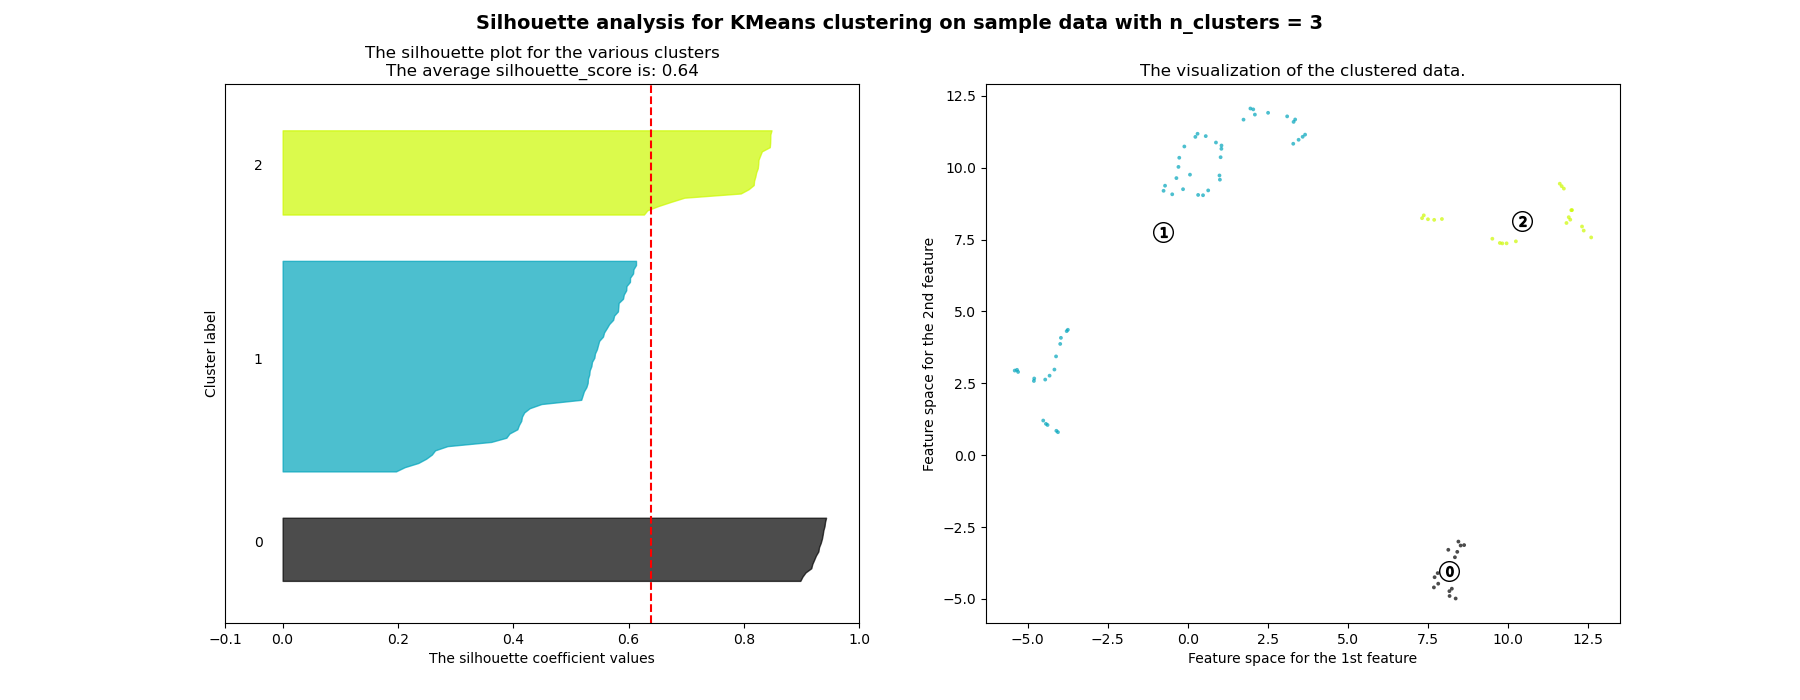 Silhouette analysis for KMeans clustering on sample data with n_clusters = 3
The silhouette plot for the various clusters
The average silhouette_score is: 0.64
2
1
0
Cluster label
−0.1 0.0 0.2 0.4 0.6 0.8 1.0
The silhouette coefficient values
The visualization of the clustered data.
12.5
10.0
7.5
5.0
2.5
0.0
−2.5
−5.0
Feature space for the 2nd feature
1
2
0
−5.0 −2.5 0.0 2.5 5.0 7.5 10.0 12.5
Feature space for the 1st feature